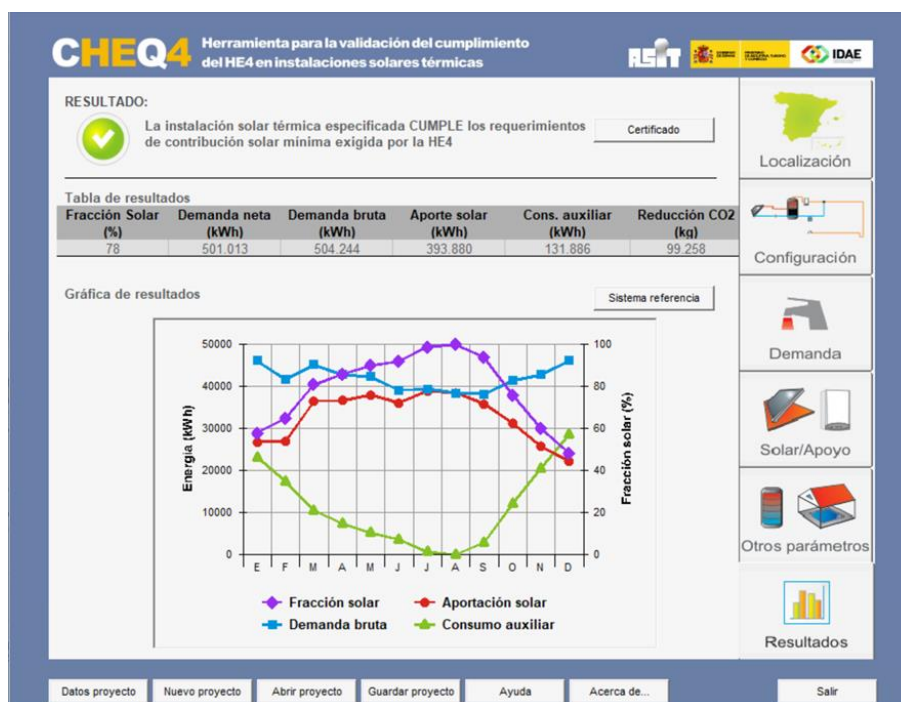 CHEQ4
Herramienta para la validación del cumplimiento
del HE4 en instalaciones solares térmicas
ASIT
IDAE
RESULTADO:
La instalación solar térmica especificada CUMPLE los requerimientos
de contribución solar mínima exigida por la HE4
Certificado
Tabla de resultados
Fracción Solar (%) Demanda neta (kWh) Demanda bruta (kWh) Aporte solar (kWh) Cons. auxiliar (kWh) Reducción CO2 (kg)
78 501.013 504.244 393.880 131.886 99.258
Gráfica de resultados
Sistema referencia
Energía (kWh)
50000
40000
30000
20000
10000
0
Fracción solar (%)
100
80
60
40
20
0
E F M A M J J A S O N D
Fracción solar Aportación solar
Demanda bruta Consumo auxiliar
Localización
Configuración
Demanda
Solar/Apoyo
Otros parámetros
Resultados
Datos proyecto Nuevo proyecto Abrir proyecto Guardar proyecto Ayuda Acerca de... Salir